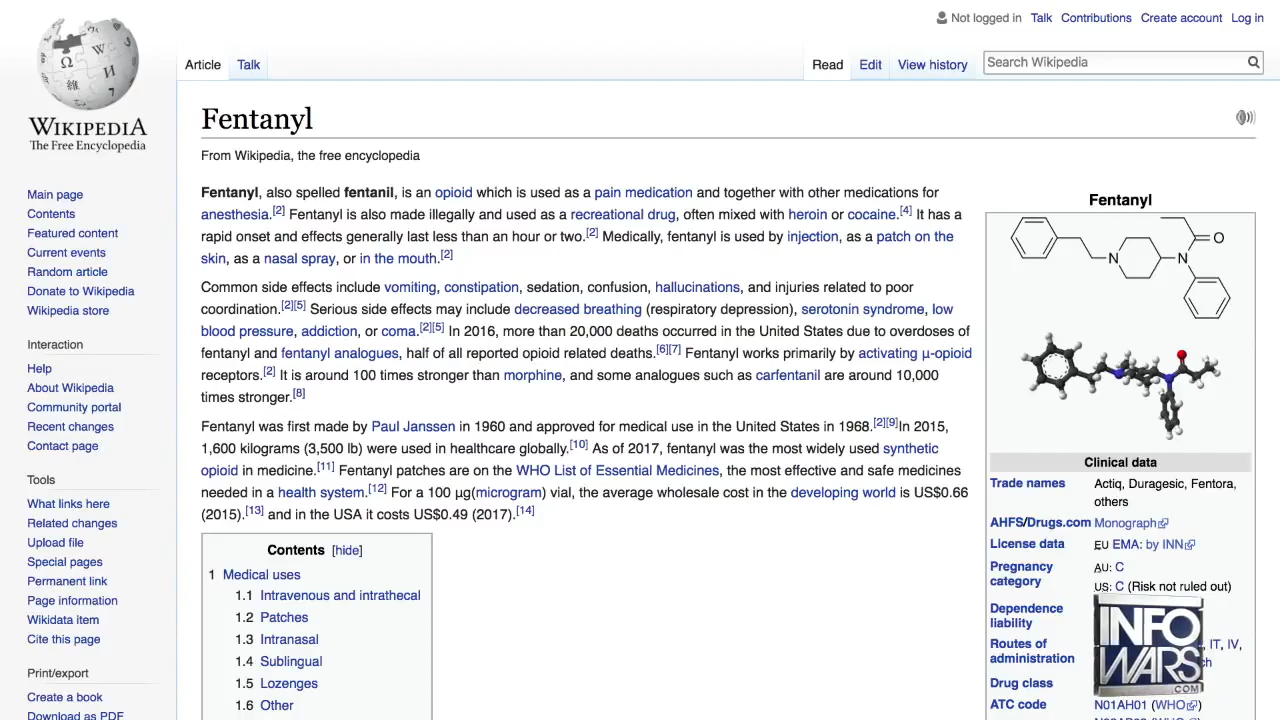 Not logged in Talk Contributions Create account Log in
Article Talk Read Edit View history Search Wikipedia
WIKIPEDIA
The Free Encyclopedia
Main page
Contents
Featured content
Current events
Random article
Donate to Wikipedia
Wikipedia store
Interaction
Help
About Wikipedia
Community portal
Recent changes
Contact page
Tools
What links here
Related changes
Upload file
Special pages
Permanent link
Page information
Wikidata item
Cite this page
Print/export
Create a book
Download as PDF
Fentanyl
From Wikipedia, the free encyclopedia
Fentanyl, also spelled fentanil, is an opioid which is used as a pain medication and together with other medications for
anesthesia.[2] Fentanyl is also made illegally and used as a recreational drug, often mixed with heroin or cocaine.[4] It has a
rapid onset and effects generally last less than an hour or two.[2] Medically, fentanyl is used by injection, as a patch on the
skin, as a nasal spray, or in the mouth.[2]
Common side effects include vomiting, constipation, sedation, confusion, hallucinations, and injuries related to poor
coordination.[2][5] Serious side effects may include decreased breathing (respiratory depression), serotonin syndrome, low
blood pressure, addiction, or coma.[2][5] In 2016, more than 20,000 deaths occurred in the United States due to overdoses of
fentanyl and fentanyl analogues, half of all reported opioid related deaths.[6][7] Fentanyl works primarily by activating μ-opioid
receptors.[2] It is around 100 times stronger than morphine, and some analogues such as carfentanil are around 10,000
times stronger.[8]
Fentanyl was first made by Paul Janssen in 1960 and approved for medical use in the United States in 1968.[2][9]In 2015,
1,600 kilograms (3,500 lb) were used in healthcare globally.[10] As of 2017, fentanyl was the most widely used synthetic
opioid in medicine.[11] Fentanyl patches are on the WHO List of Essential Medicines, the most effective and safe medicines
needed in a health system.[12] For a 100 μg(microgram) vial, the average wholesale cost in the developing world is US$0.66
(2015).[13] and in the USA it costs US$0.49 (2017).[14]
Contents [hide]
1 Medical uses
1.1 Intravenous and intrathecal
1.2 Patches
1.3 Intranasal
1.4 Sublingual
1.5 Lozenges
1.6 Other
Fentanyl
N N O
Clinical data
Trade names Actiq, Duragesic, Fentora,
others
AHFS/Drugs.com Monograph
License data EU EMA: by INN
Pregnancy
category
AU: C
US: C (Risk not ruled out)
Dependence
liability
Routes of
administration
, IT, IV,
Drug class
ATC code N01AH01 (WHO)
INFO
WARS
.COM